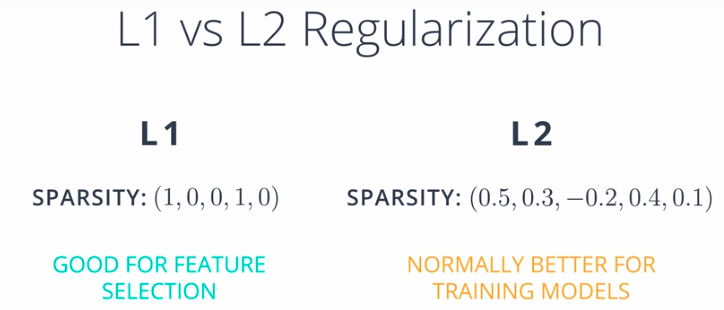 L1 vs L2 Regularization
L1
L2
SPARSITY: (1, 0, 0, 1, 0)
SPARSITY: (0.5, 0.3, −0.2, 0.4, 0.1)
GOOD FOR FEATURE
SELECTION
NORMALLY BETTER FOR
TRAINING MODELS